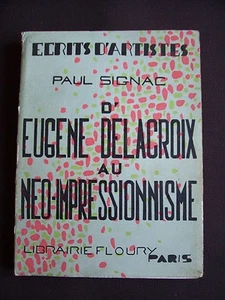 ECRITS D'ARTISTES
PAUL SIGNAC
D'
EUGENE DELACROIX
AU
NEO-IMPRESSIONNISME
LIBRAIRIE FLOURY PARIS